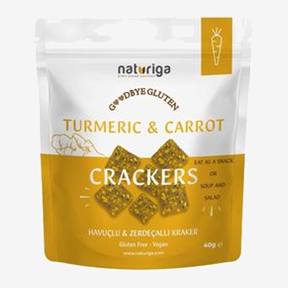 naturiga
GOODBYE GLUTEN
TURMERIC & CARROT
CRACKERS
EAT AS A SNACK
OR
SOUP AND
SALAD
HAVUÇLU & ZERDEÇALLI KRAKER
Gluten Free - Vegan
www.naturiga.com
40g e